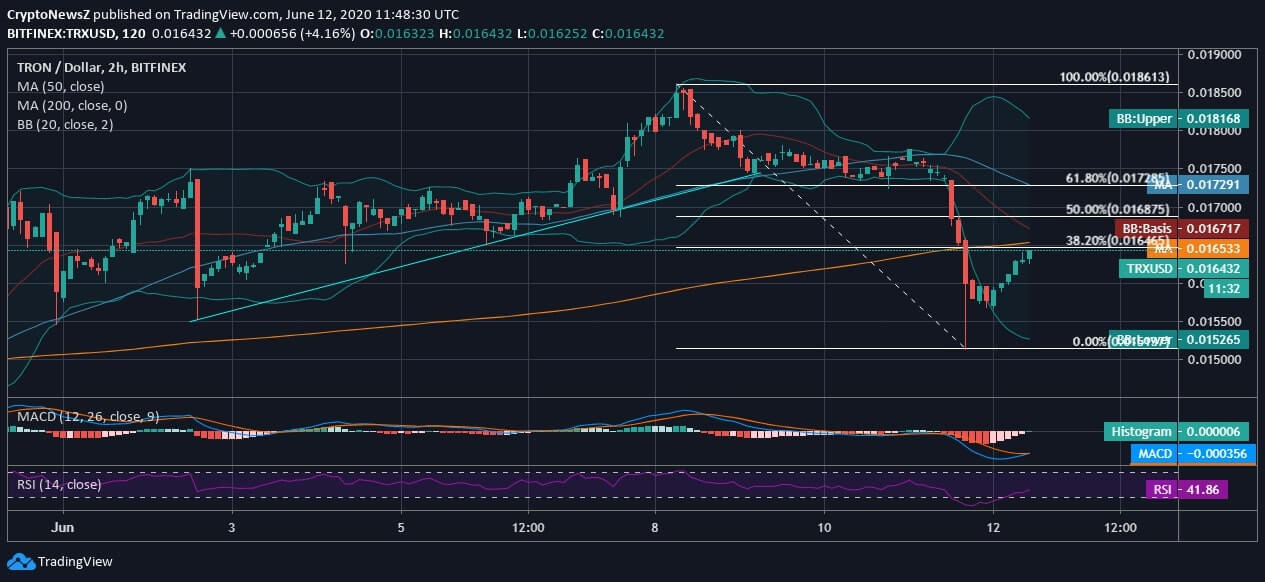 CryptoNewsZ published on TradingView.com, June 12, 2020 11:48:30 UTC
BITFINEX:TRXUSD, 120 0.016432 ▲ +0.000656 (+4.16%) O:0.016323 H:0.016432 L:0.016252 C:0.016432
TRON / Dollar, 2h, BITFINEX
MA (50, close)
MA (200, close, 0)
BB (20, close, 2)
0.019000
100.00%(0.018613)
0.018500
BB:Upper 0.018168
0.018000
0.017500
61.80%(0.017285)
MA 0.017291
50.00%(0.016875) 0.017000
BB:Basis 0.016717
38.20%(0.016465)
MA 0.016533
TRXUSD 0.016432
11:32
0.015500
0.00% BB:Lower 0.015265
0.015000
MACD (12, 26, close, 9)
Histogram 0.000006
MACD −0.000356
RSI (14, close)
RSI 41.86
Jun 3 5 12:00 8 10 12 12:00
TradingView